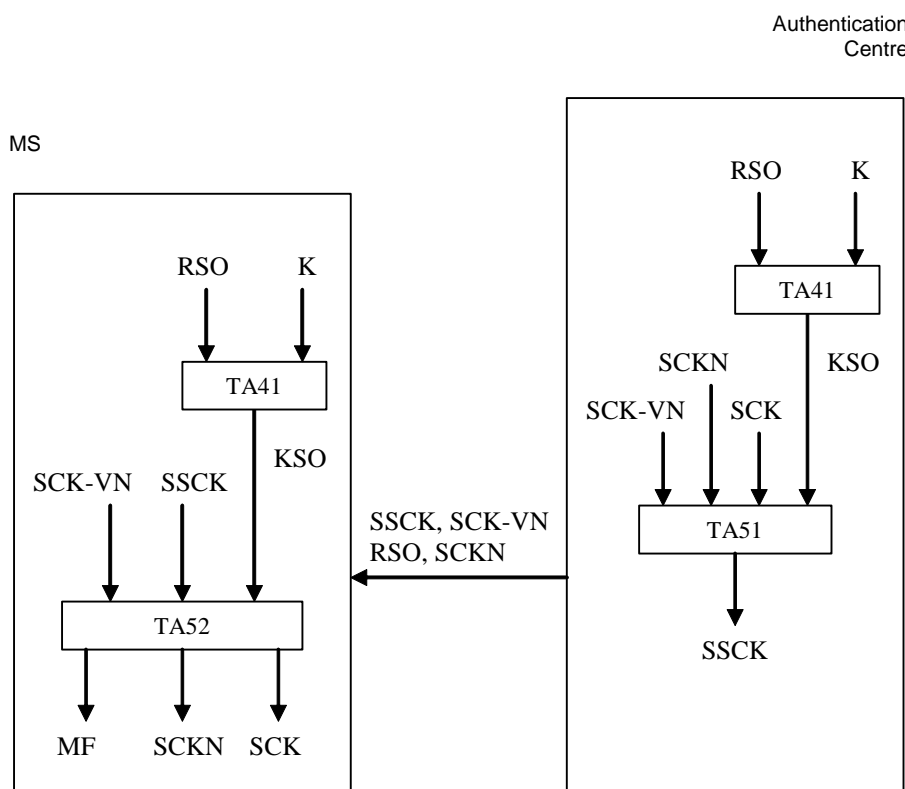 Authentication
Centre
MS
RSO K
TA41
KSO
SCK-VN SSCK
TA52
MF SCKN SCK
SSCK, SCK-VN
RSO, SCKN
RSO K
TA41
KSO
SCKN
SCK-VN SCK
TA51
SSCK